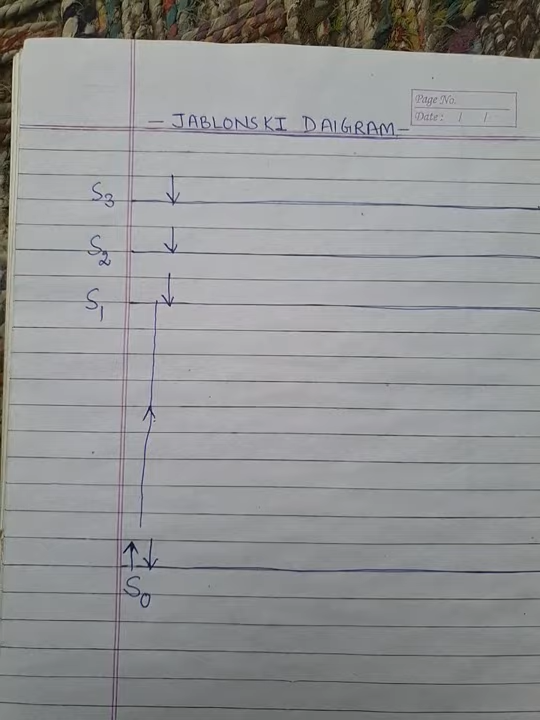 Page No.
Date: / /
- JABLONSKI DAIGRAM -
S3
S2
S1
S0